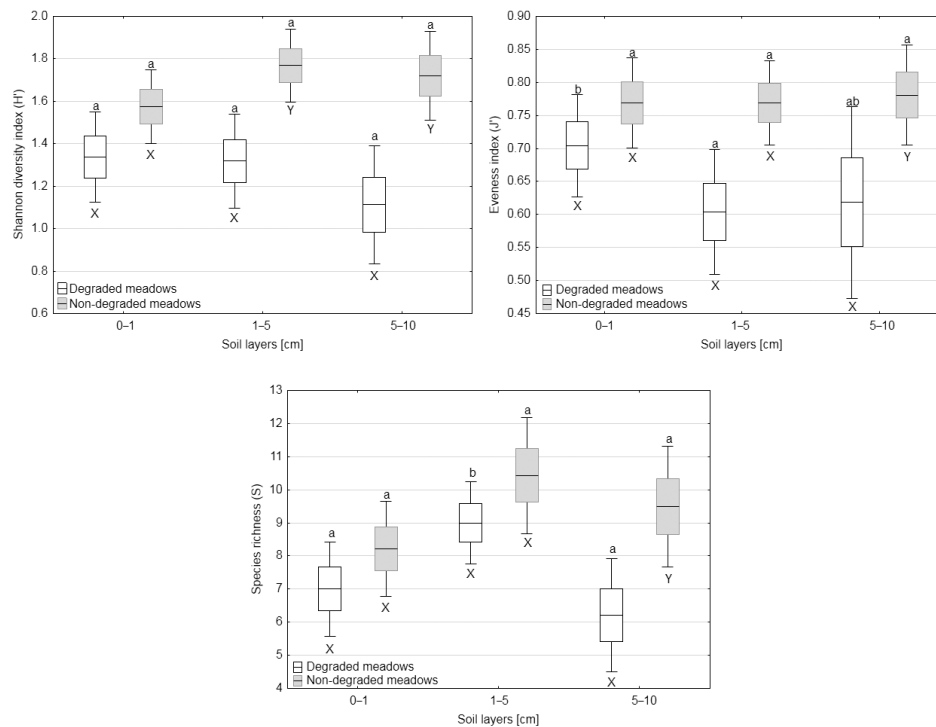 Shannon diversity index (H')
2.0
1.8
1.6
1.4
1.2
1.0
0.8
0.6
a a a a a a
X X X Y X Y
Degraded meadows
Non-degraded meadows
0–1 1–5 5–10
Soil layers [cm]
Eveness index (J')
0.90
0.85
0.80
0.75
0.70
0.65
0.60
0.55
0.50
0.45
b a a a ab a
X X X X X Y
Degraded meadows
Non-degraded meadows
0–1 1–5 5–10
Soil layers [cm]
Species richness (S)
13
12
11
10
9
8
7
6
5
4
a a b a a a
X X X X X Y
Degraded meadows
Non-degraded meadows
0–1 1–5 5–10
Soil layers [cm]